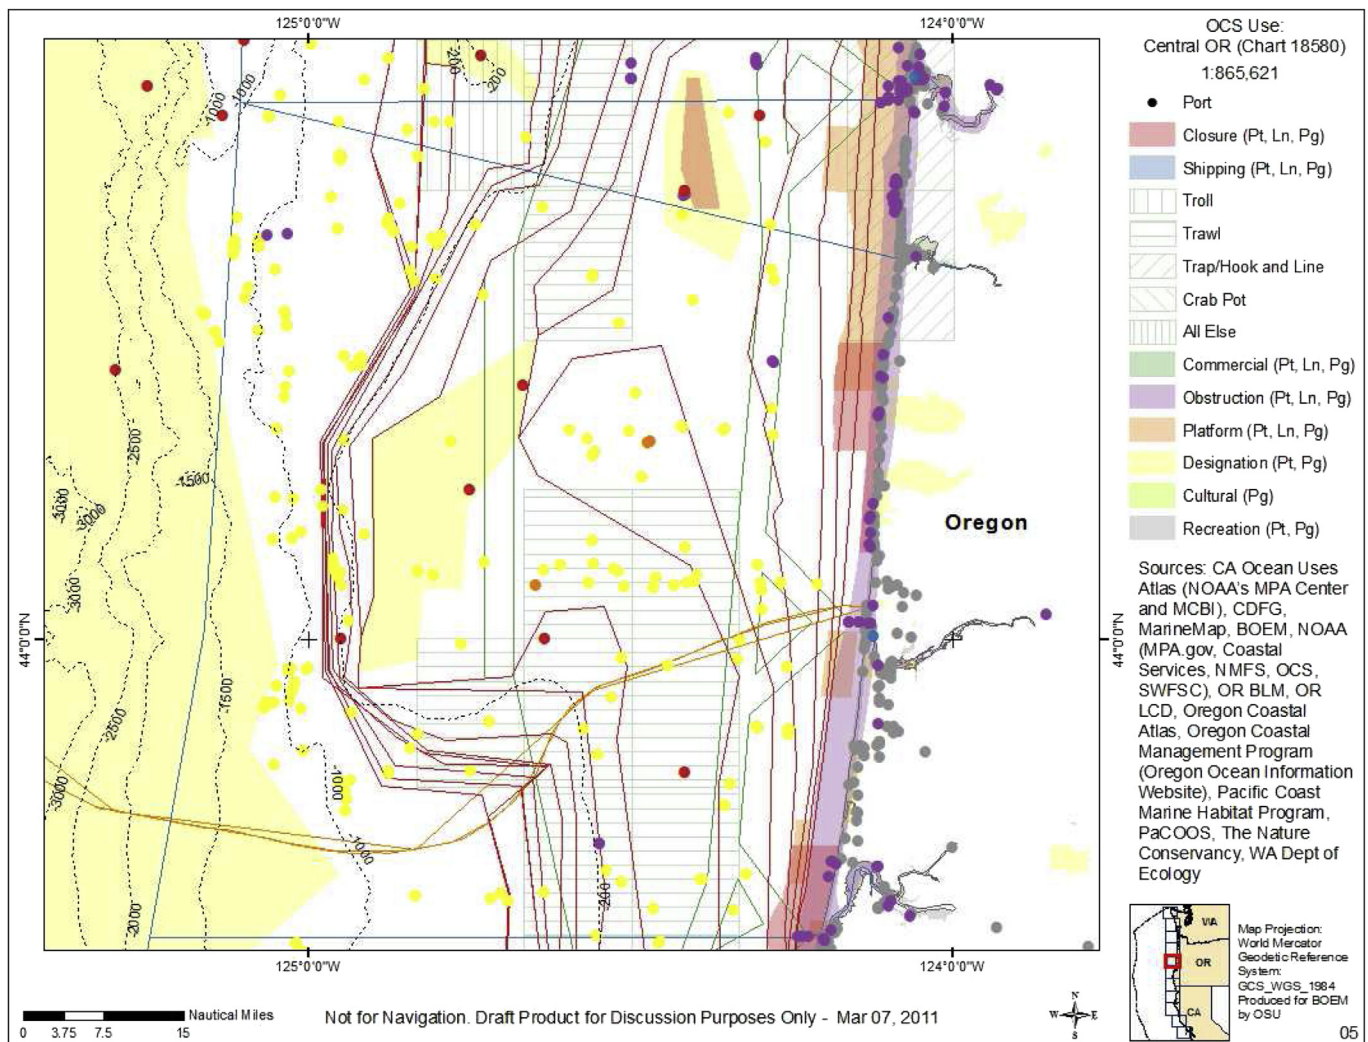 125°0'0"W
124°0'0"W
OCS Use:
Central OR (Chart 18580)
1:865,621
Port
Closure (Pt, Ln, Pg)
Shipping (Pt, Ln, Pg)
Troll
Trawl
Trap/Hook and Line
Crab Pot
All Else
Commercial (Pt, Ln, Pg)
Obstruction (Pt, Ln, Pg)
Platform (Pt, Ln, Pg)
Designation (Pt, Pg)
Cultural (Pg)
Recreation (Pt, Pg)
Sources: CA Ocean Uses
Atlas (NOAA's MPA Center
and MCBI), CDFG,
MarineMap, BOEM, NOAA
(MPA.gov, Coastal
Services, NMFS, OCS,
SWFSC), OR BLM, OR
LCD, Oregon Coastal
Atlas, Oregon Coastal
Management Program
(Oregon Ocean Information
Website), Pacific Coast
Marine Habitat Program,
PaCOOS, The Nature
Conservancy, WA Dept of
Ecology
-1000
-1000
-200
-200
-2500
-1500
-3000
-3000
Oregon
-3000
44°0'0"N
44°0'0"N
-1500
-2500
-3000
-1000
-1000
-200
-2000
125°0'0"W
124°0'0"W
WA
OR
CA
Map Projection:
World Mercator
Geodetic Reference
System:
GCS_WGS_1984
Produced for BOEM
by OSU
05
0 3.75 7.5 15
Nautical Miles
Not for Navigation. Draft Product for Discussion Purposes Only - Mar 07, 2011
N
W E
S